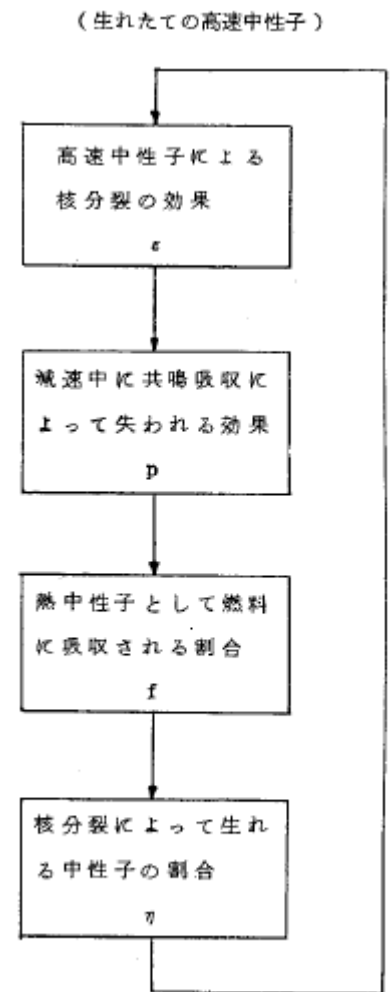 (生れたての高速中性子)
高速中性子による
核分裂の効果
ε
減速中に共鳴吸収に
よって失われる効果
p
熱中性子として燃料
に吸収される割合
f
核分裂によって生れ
る中性子の割合
η